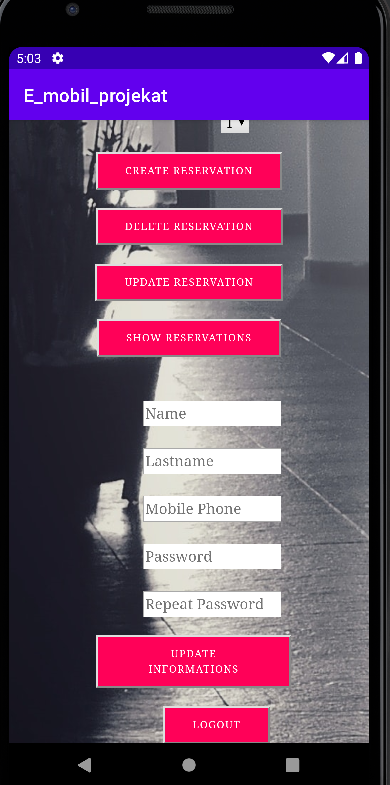 5:03
E_mobil_projekat
1
CREATE RESERVATION
DELETE RESERVATION
UPDATE RESERVATION
SHOW RESERVATIONS
Name
Lastname
Mobile Phone
Password
Repeat Password
UPDATE
INFORMATIONS
LOGOUT